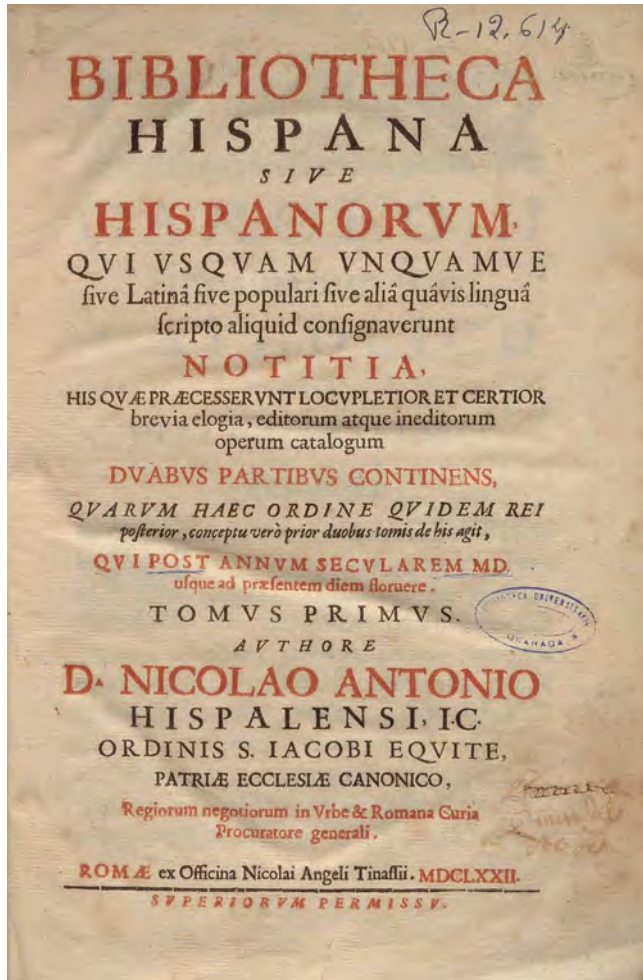 R-12.614
BIBLIOTHECA
HISPANA
SIVE
HISPANORVM,
QVI VSQVAM VNQVAMVE
ſive Latinâ ſive populari ſive aliâ quâvis linguâ
ſcripto aliquid conſignaverunt
NOTITIA,
HIS QVÆ PRÆCESSERVNT LOCVPLETIOR ET CERTIOR
brevia elogia, editorum atque ineditorum
operum catalogum
DVABVS PARTIBVS CONTINENS,
QVARVM HAEC ORDINE QVIDEM REI
poſterior, conceptu verò prior duobus tomis de his agit,
QVI POST ANNVM SECVLAREM MD.
uſque ad præſentem diem floruere.
TOMVS PRIMVS.
BIBLIOTECA UNIVERSITARIA
GRANADA
AVTHORE
D. NICOLAO ANTONIO
HISPALENSI, I.C.
ORDINIS S. IACOBI EQVITE,
PATRIÆ ECCLESIÆ CANONICO,
Regiorum negotiorum in Vrbe & Romana Curia
Procuratore generali.
ROMÆ ex Officina Nicolai Angeli Tinaſſii. MDCLXXII.
SVPERIORVM PERMISSV.